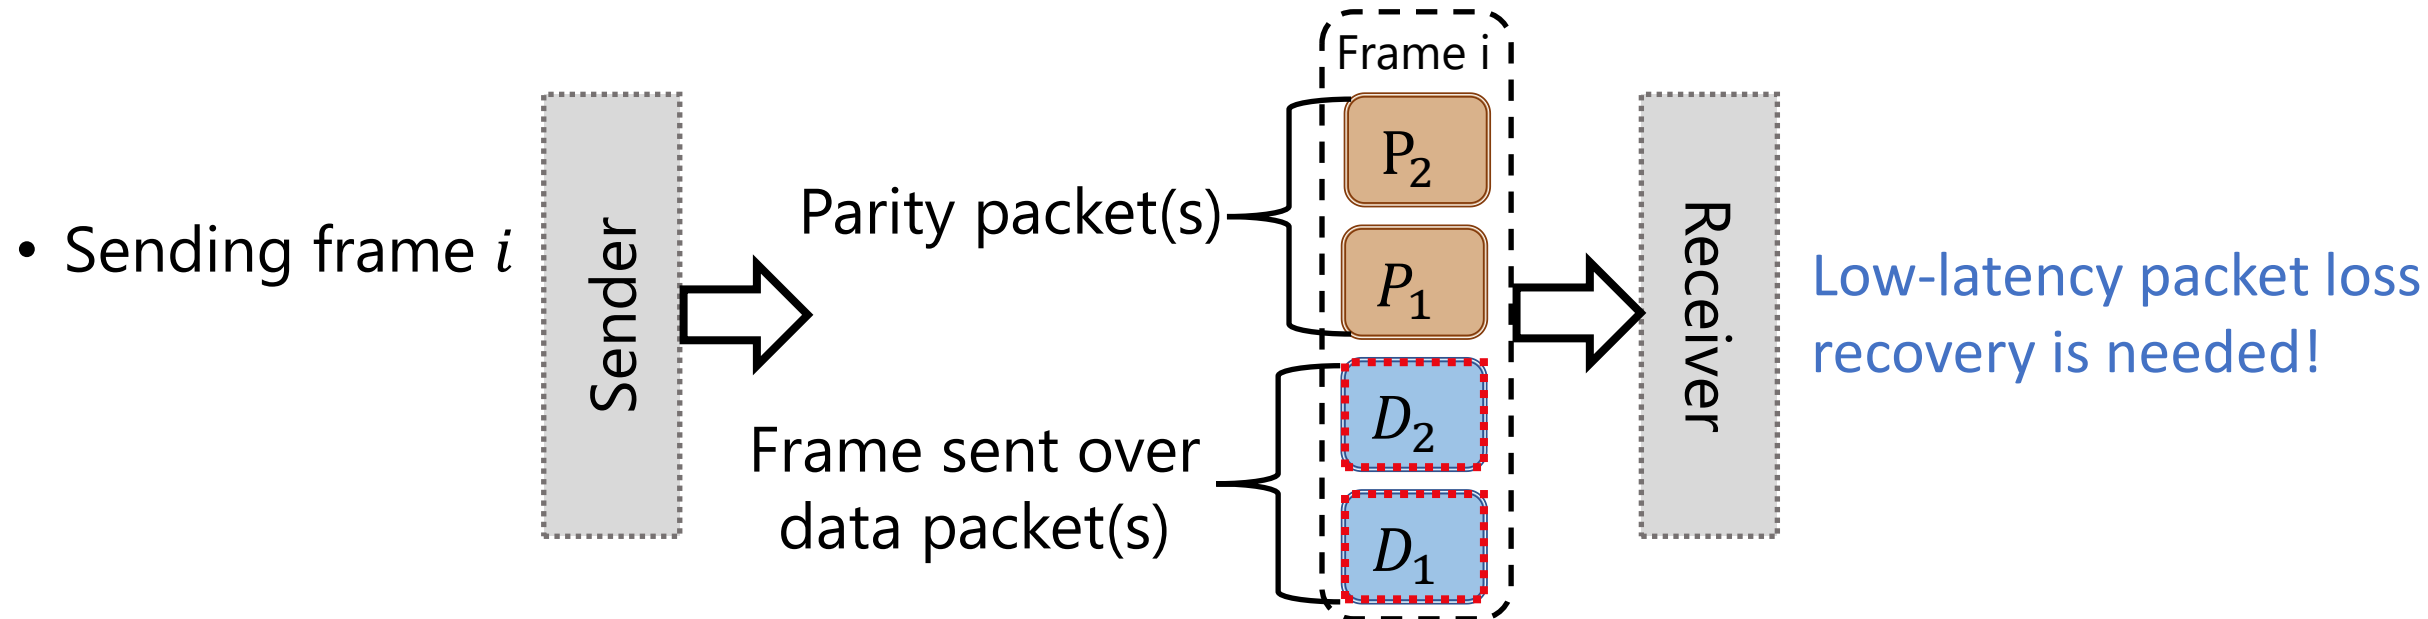 • Sending frame i
Sender
Parity packet(s)
Frame sent over
data packet(s)
Frame i
P₂
P₁
D₂
D₁
Receiver
Low-latency packet loss
recovery is needed!